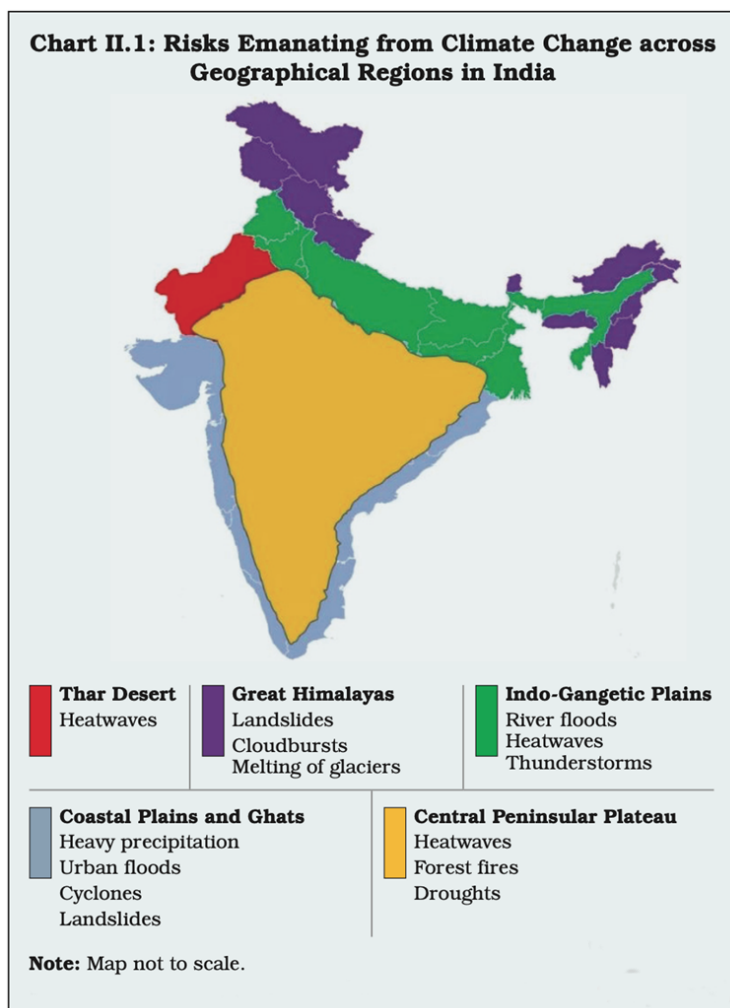 Chart II.1: Risks Emanating from Climate Change across
Geographical Regions in India
Thar Desert
Heatwaves
Great Himalayas
Landslides
Cloudbursts
Melting of glaciers
Indo-Gangetic Plains
River floods
Heatwaves
Thunderstorms
Coastal Plains and Ghats
Heavy precipitation
Urban floods
Cyclones
Landslides
Central Peninsular Plateau
Heatwaves
Forest fires
Droughts
Note: Map not to scale.